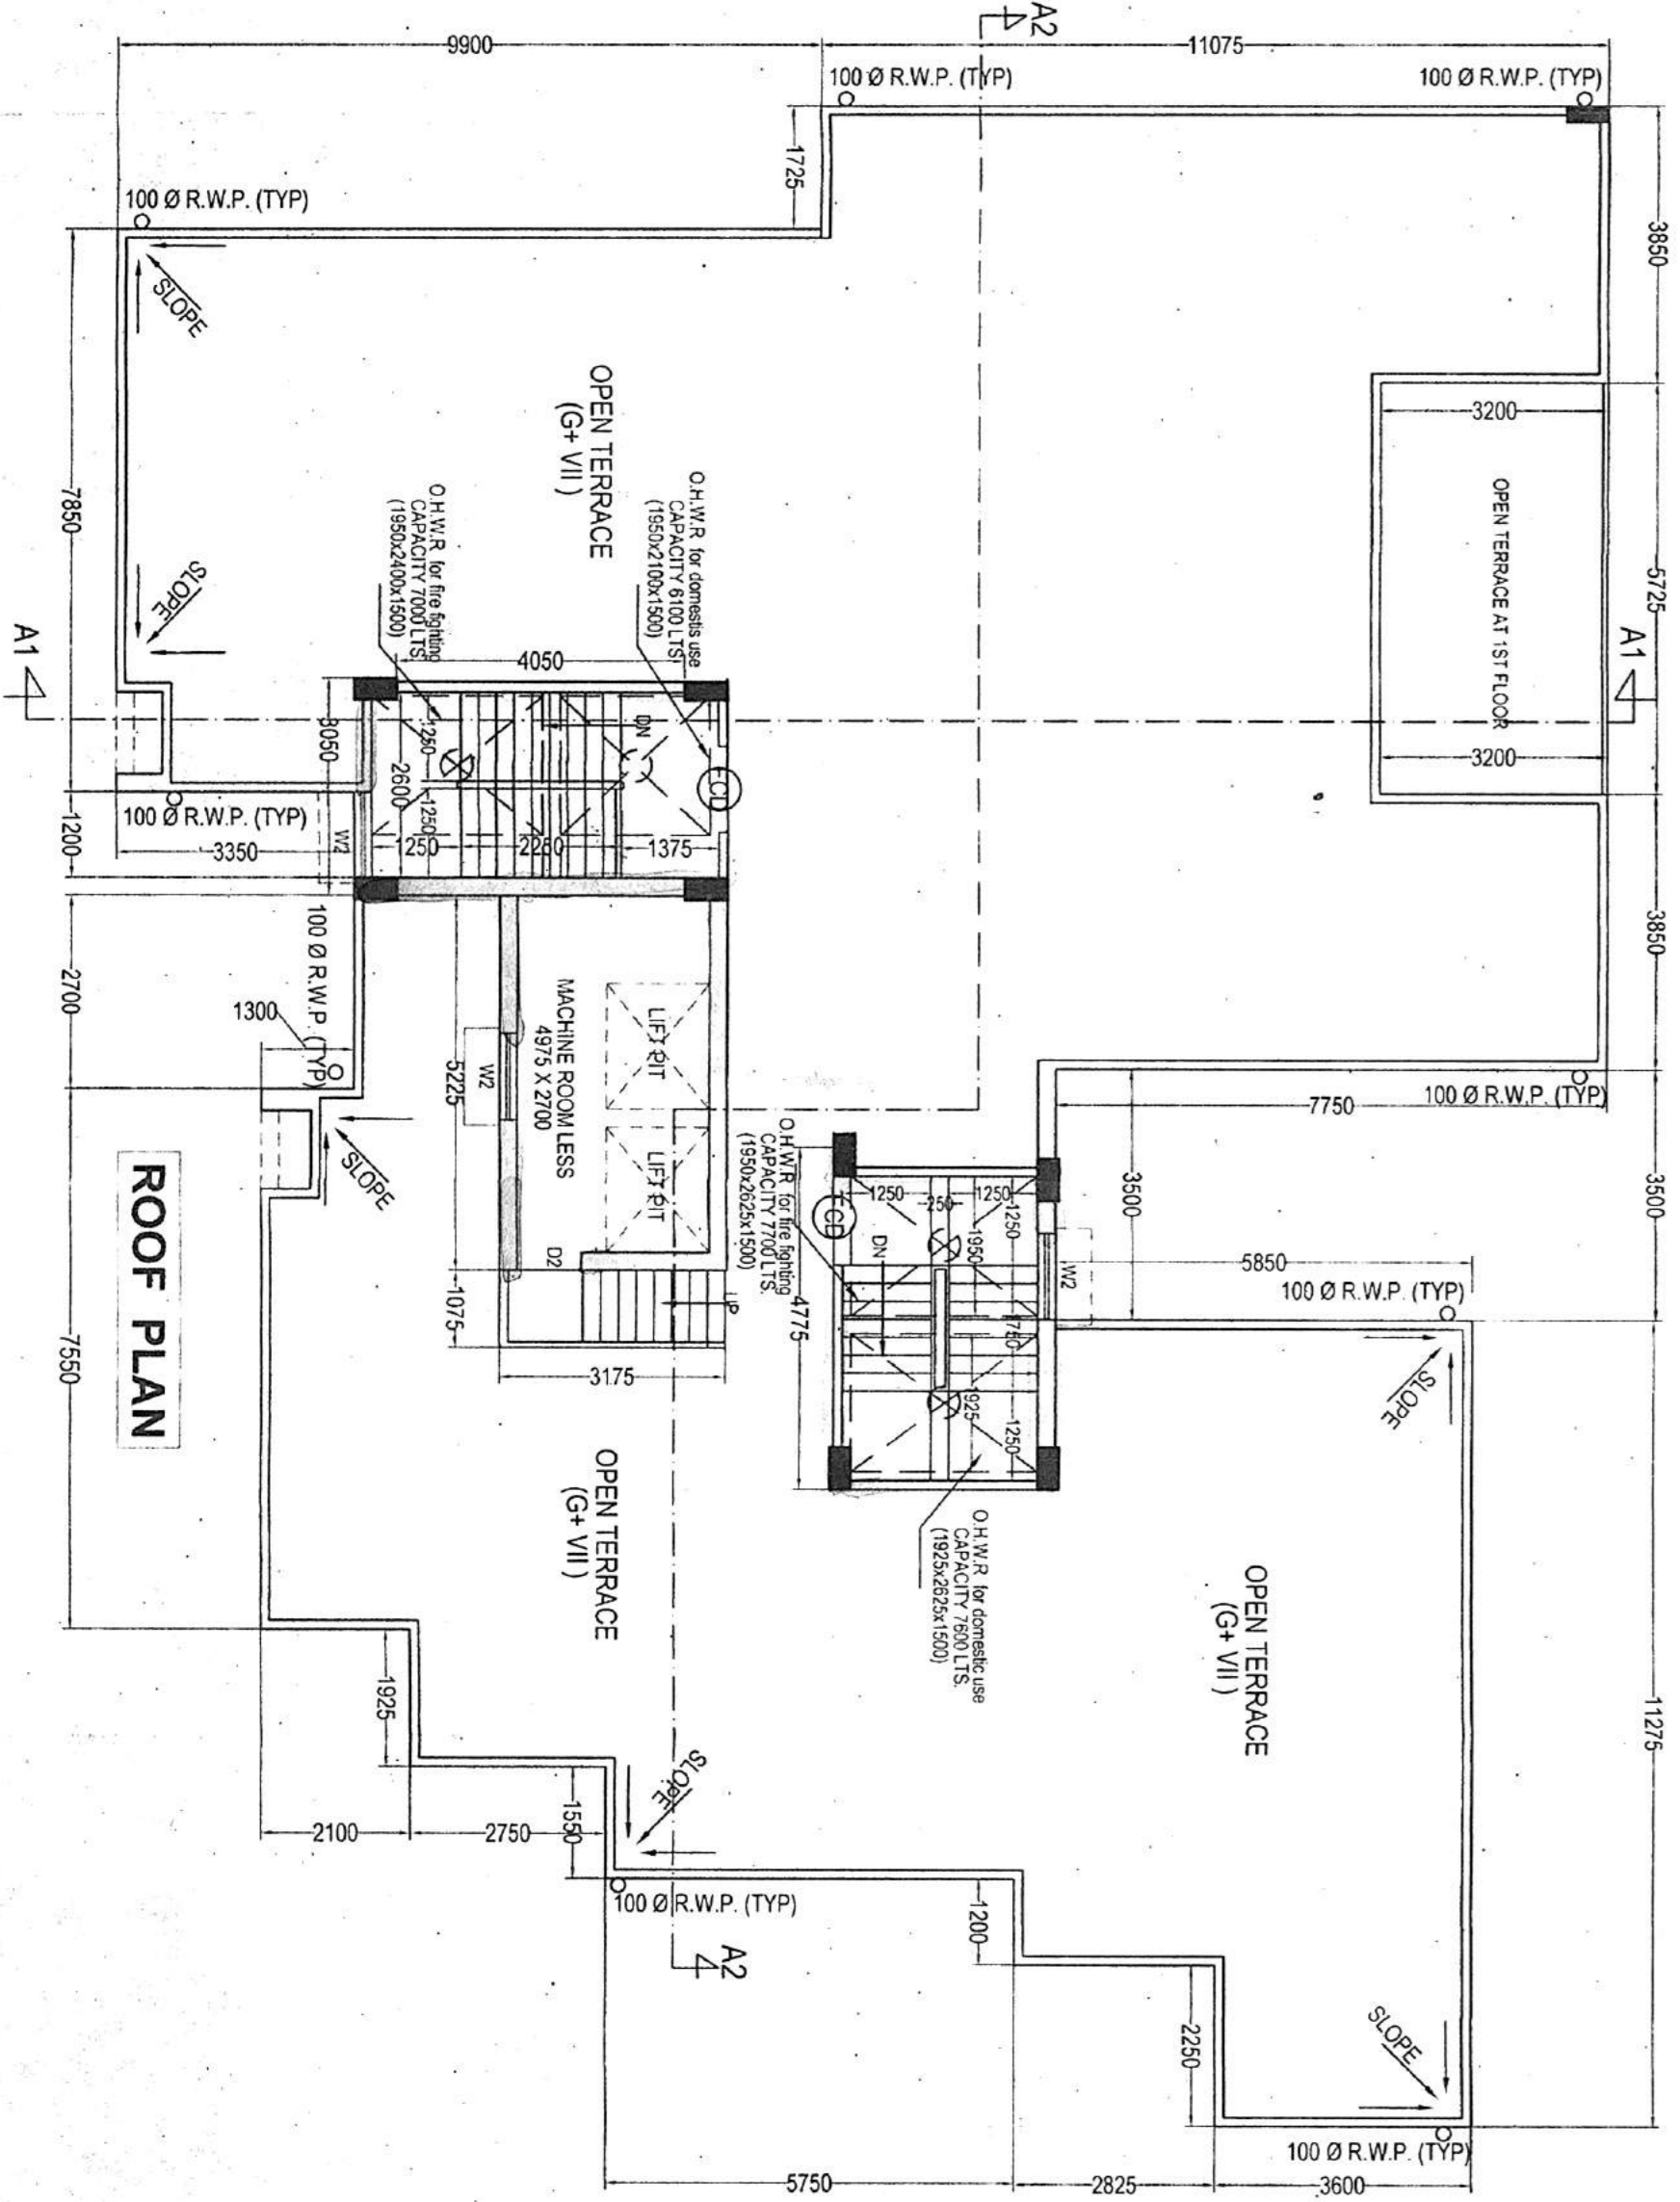 A2
9900
11075
100 Ø R.W.P. (TYP)
100 Ø R.W.P. (TYP)
1725
3850
100 Ø R.W.P. (TYP)
SLOPE
3200
OPEN TERRACE AT 1ST FLOOR
5725
3200
A1
OPEN TERRACE
(G+ VII )
O.H.W.R for domestis use
CAPACITY 6100 LTS
(1950x2100x1500)
O.H.W.R for fire fighting
CAPACITY 7000 LTS
(1950x2400x1500)
7850
SLOPE
A1
4050
DN
3050
1250
2600
1250
FCD
1250
2250
1375
W2
100 Ø R.W.P. (TYP)
3350
1200
3850
2700
100 Ø R.W.P (TYP)
1300
MACHINE ROOM LESS
4975 X 2700
LIFT PIT
LIFT PIT
W2
5225
D2
1075
UP
3175
7750
100 Ø R.W.P. (TYP)
3500
3500
O.H.W.R for fire fighting
CAPACITY 7700 LTS.
(1950x2625x1500)
4775
FCD
1250
250
1250
1250
1950
DN
1750
1925
1250
W2
5850
100 Ø R.W.P. (TYP)
SLOPE
SLOPE
ROOF PLAN
7550
OPEN TERRACE
(G+ VII )
O.H.W.R for domestic use
CAPACITY 7600 LTS.
(1925x2625x1500)
OPEN TERRACE
(G+ VII )
11275
1925
2100
2750
1550
SLOPE
100 Ø R.W.P. (TYP)
A2
1200
2250
SLOPE
100 Ø R.W.P. (TYP)
5750
2825
3600